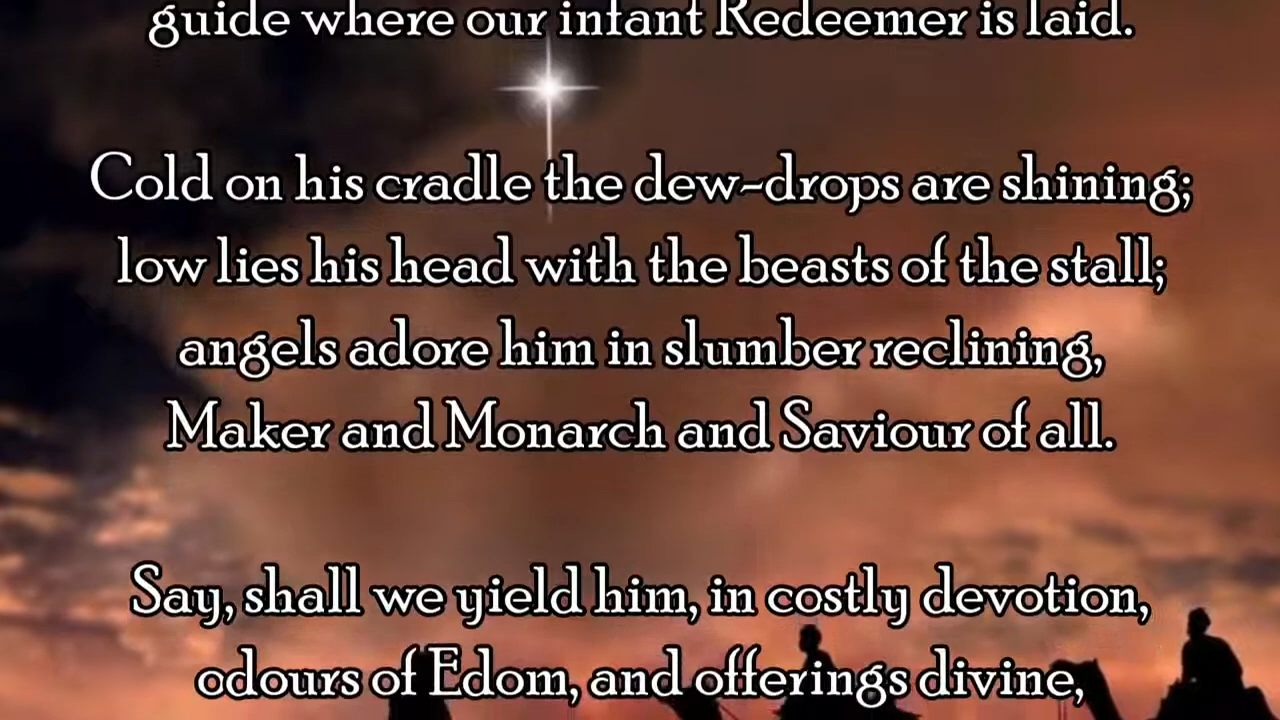 guide where our infant Redeemer is laid.
Cold on his cradle the dew-drops are shining;
low lies his head with the beasts of the stall;
angels adore him in slumber reclining,
Maker and Monarch and Saviour of all.
Say, shall we yield him, in costly devotion,
odours of Edom, and offerings divine,